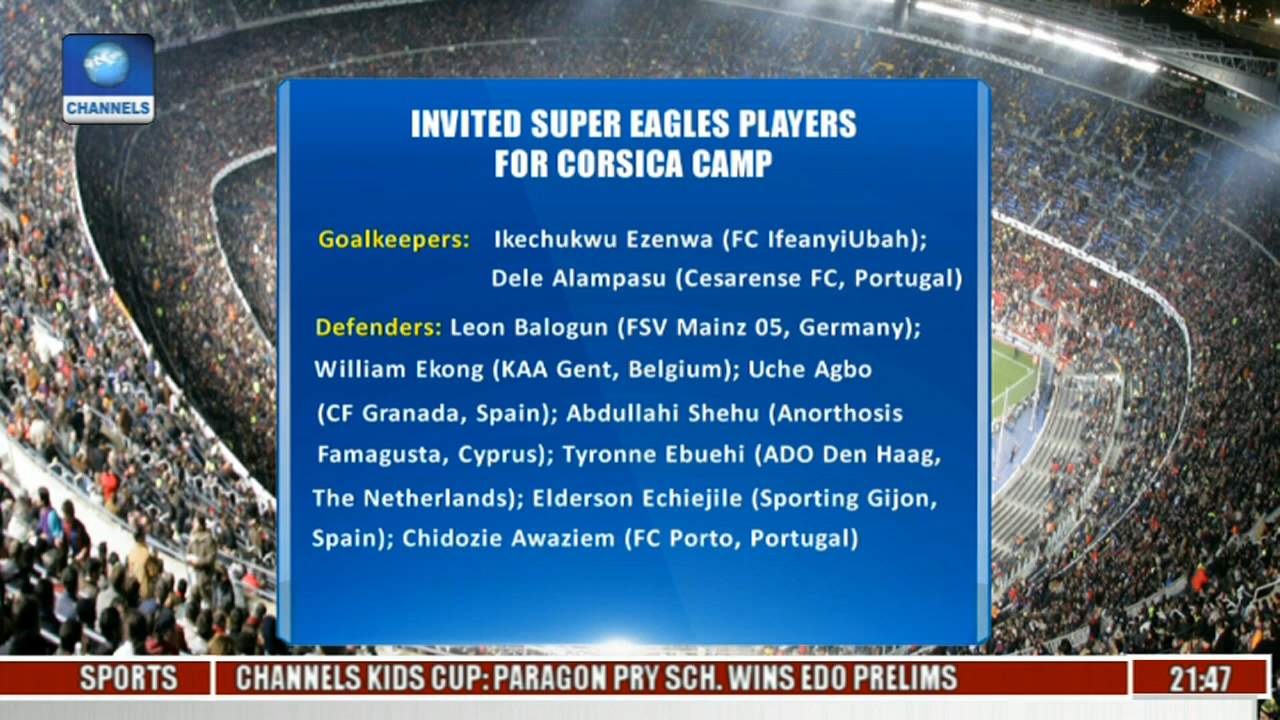 CHANNELS
INVITED SUPER EAGLES PLAYERS
FOR CORSICA CAMP
Goalkeepers: Ikechukwu Ezenwa (FC IfeanyiUbah);
Dele Alampasu (Cesarense FC, Portugal)
Defenders: Leon Balogun (FSV Mainz 05, Germany);
William Ekong (KAA Gent, Belgium); Uche Agbo
(CF Granada, Spain); Abdullahi Shehu (Anorthosis
Famagusta, Cyprus); Tyronne Ebuehi (ADO Den Haag,
The Netherlands); Elderson Echiejile (Sporting Gijon,
Spain); Chidozie Awaziem (FC Porto, Portugal)
SPORTS CHANNELS KIDS CUP: PARAGON PRY SCH. WINS EDO PRELIMS 21:47